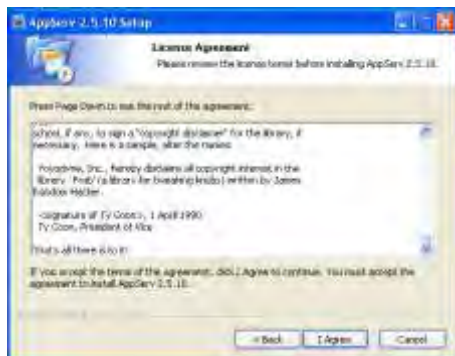 AppServ 2.5.10 Setup
License Agreement
Please review the license terms before installing AppServ 2.5.10.
Press Page Down to see the rest of the agreement.
school, if any, to sign a "copyright disclaimer" for the library, if
necessary. Here is a sample; alter the names:
Yoyodyne, Inc., hereby disclaims all copyright interest in the
library `Frob' (a library for tweaking knobs) written by James
Random Hacker.
<signature of Ty Coon>, 1 April 1990
Ty Coon, President of Vice
That's all there is to it!
If you accept the terms of the agreement, click I Agree to continue. You must accept the
agreement to install AppServ 2.5.10.
< Back
I Agree
Cancel